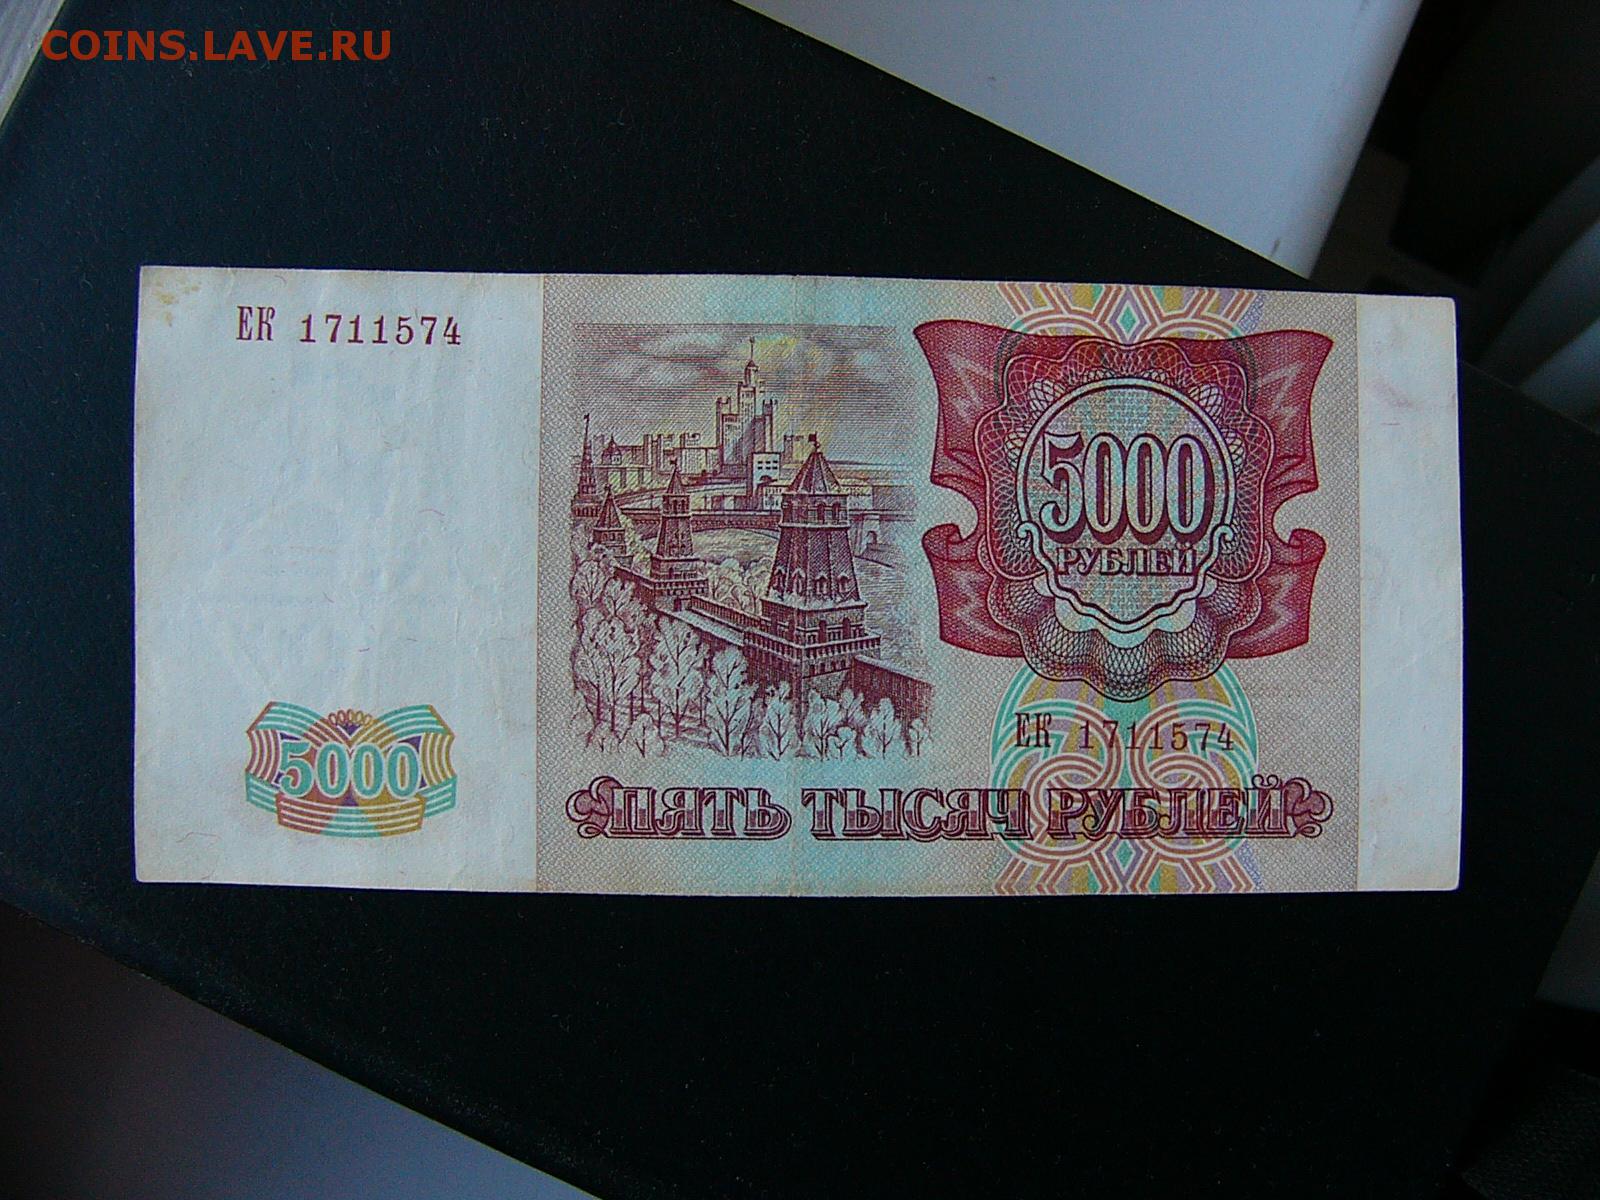 COINS.LAVE.RU
ЕК 1711574
5000
РУБЛЕЙ
ЕК 1711574
5000
ПЯТЬ ТЫСЯЧ РУБЛЕЙ